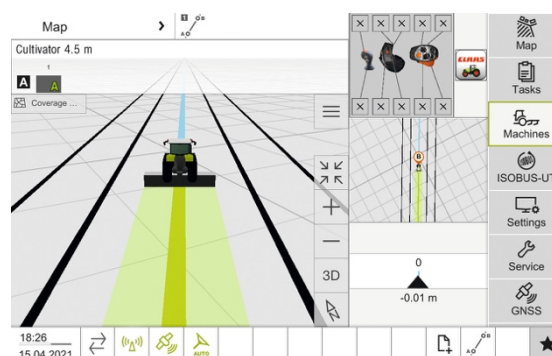 Map
Cultivator 4.5 m
1
A
A
Coverage ...
3D
18:26
15.04.2021
AUTO
CLAAS
B
0
-0.01 m
A
B
Map
Tasks
Machines
ISOBUS-UT
Settings
Service
GNSS